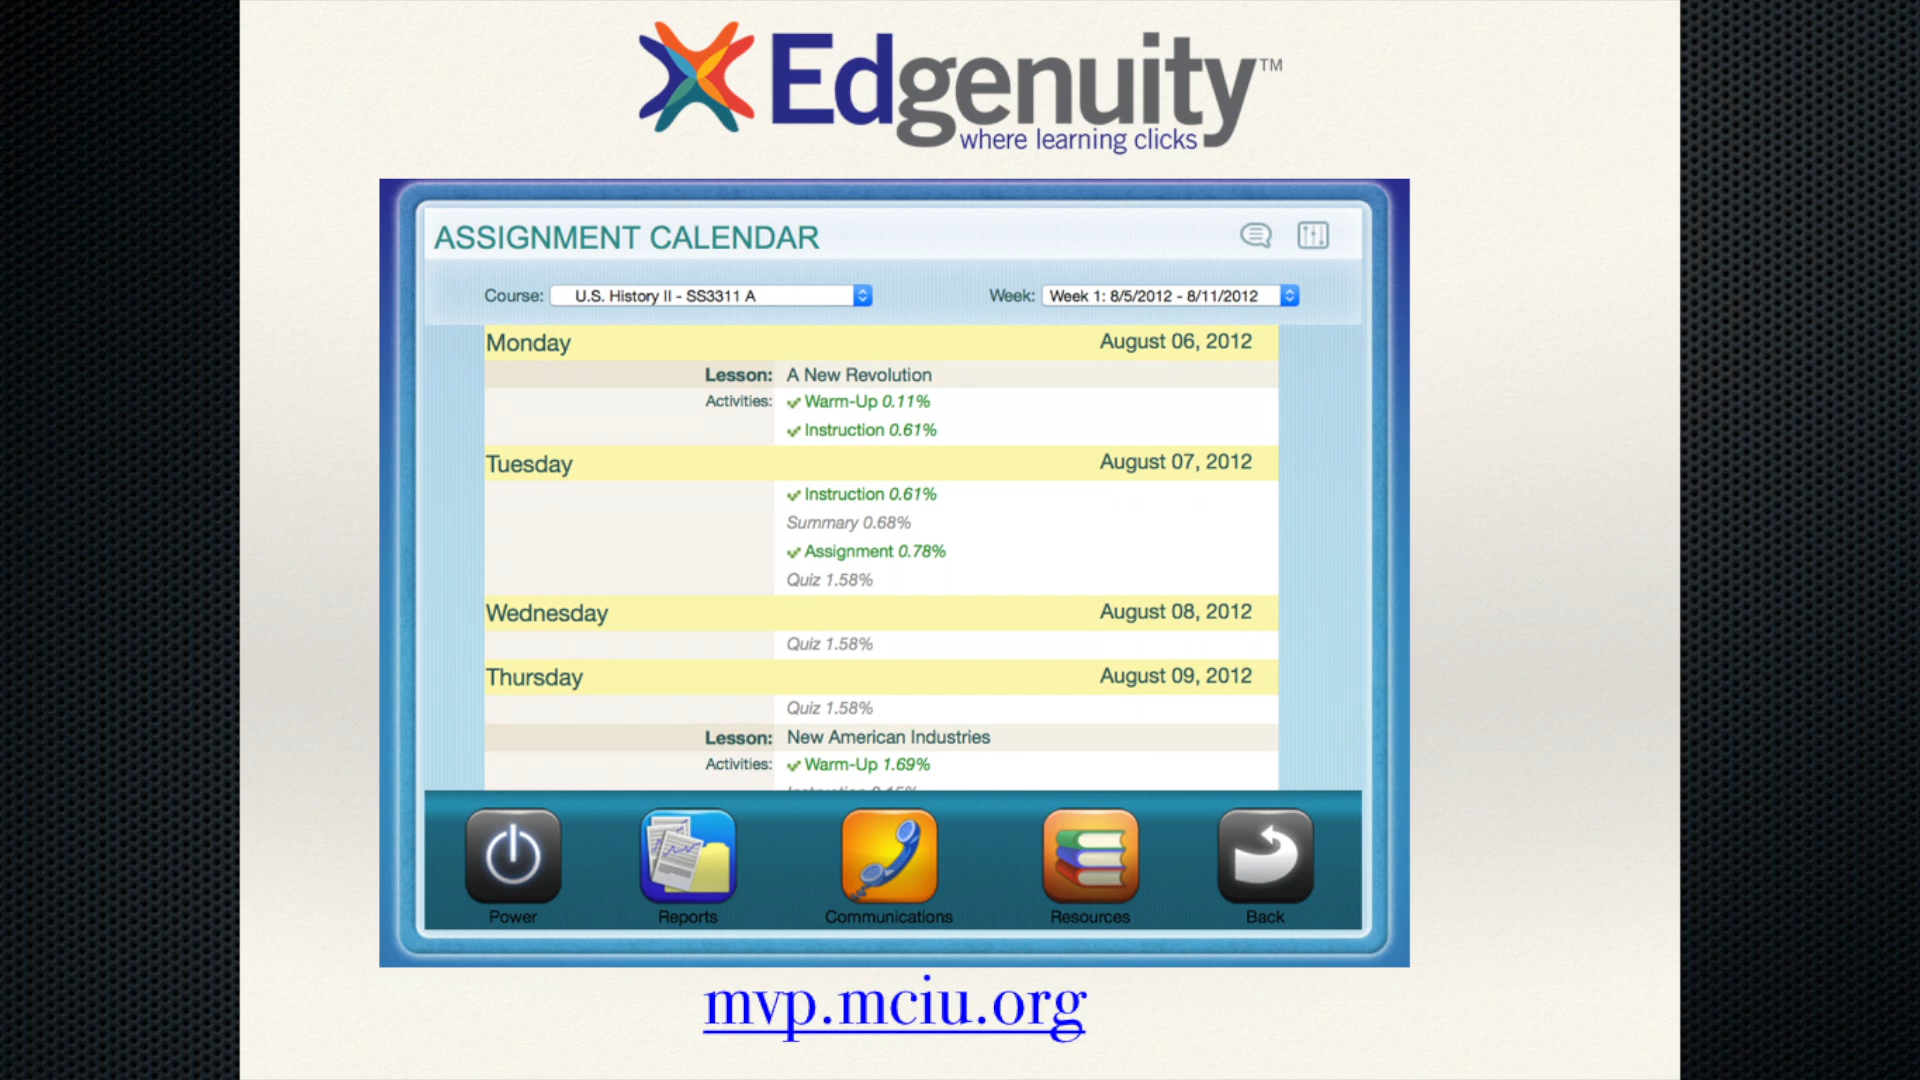 Edgenuity™
where learning clicks
ASSIGNMENT CALENDAR
Course: U.S. History II - SS3311 A Week: Week 1: 8/5/2012 - 8/11/2012
Monday August 06, 2012
Lesson: A New Revolution
Activities: Warm-Up 0.11%
Instruction 0.61%
Tuesday August 07, 2012
Instruction 0.61%
Summary 0.68%
Assignment 0.78%
Quiz 1.58%
Wednesday August 08, 2012
Quiz 1.58%
Thursday August 09, 2012
Quiz 1.58%
Lesson: New American Industries
Activities: Warm-Up 1.69%
Power Reports Communications Resources Back
mvp.mciu.org